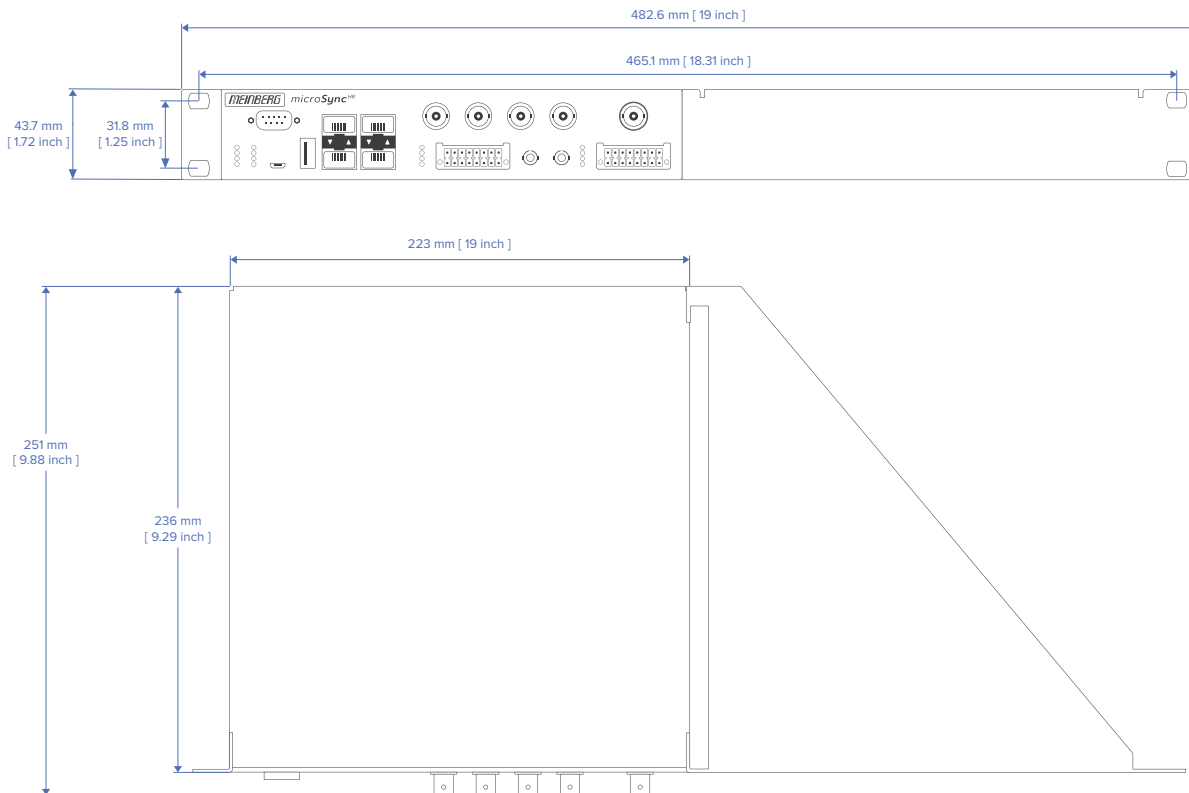 482.6 mm [ 19 inch ]
465.1 mm [ 18.31 inch ]
MEINBERG microSync HR
43.7 mm
[ 1.72 inch ]
31.8 mm
[ 1.25 inch ]
223 mm [ 19 inch ]
251 mm
[ 9.88 inch ]
236 mm
[ 9.29 inch ]